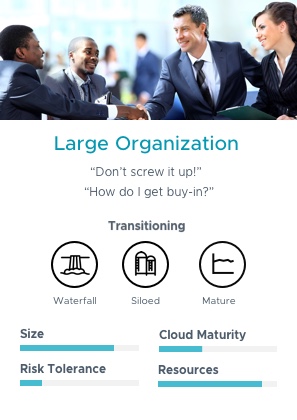 Large Organization
“Don’t screw it up!”
“How do I get buy-in?”
Transitioning
Waterfall Siloed Mature
Size Cloud Maturity
Risk Tolerance Resources